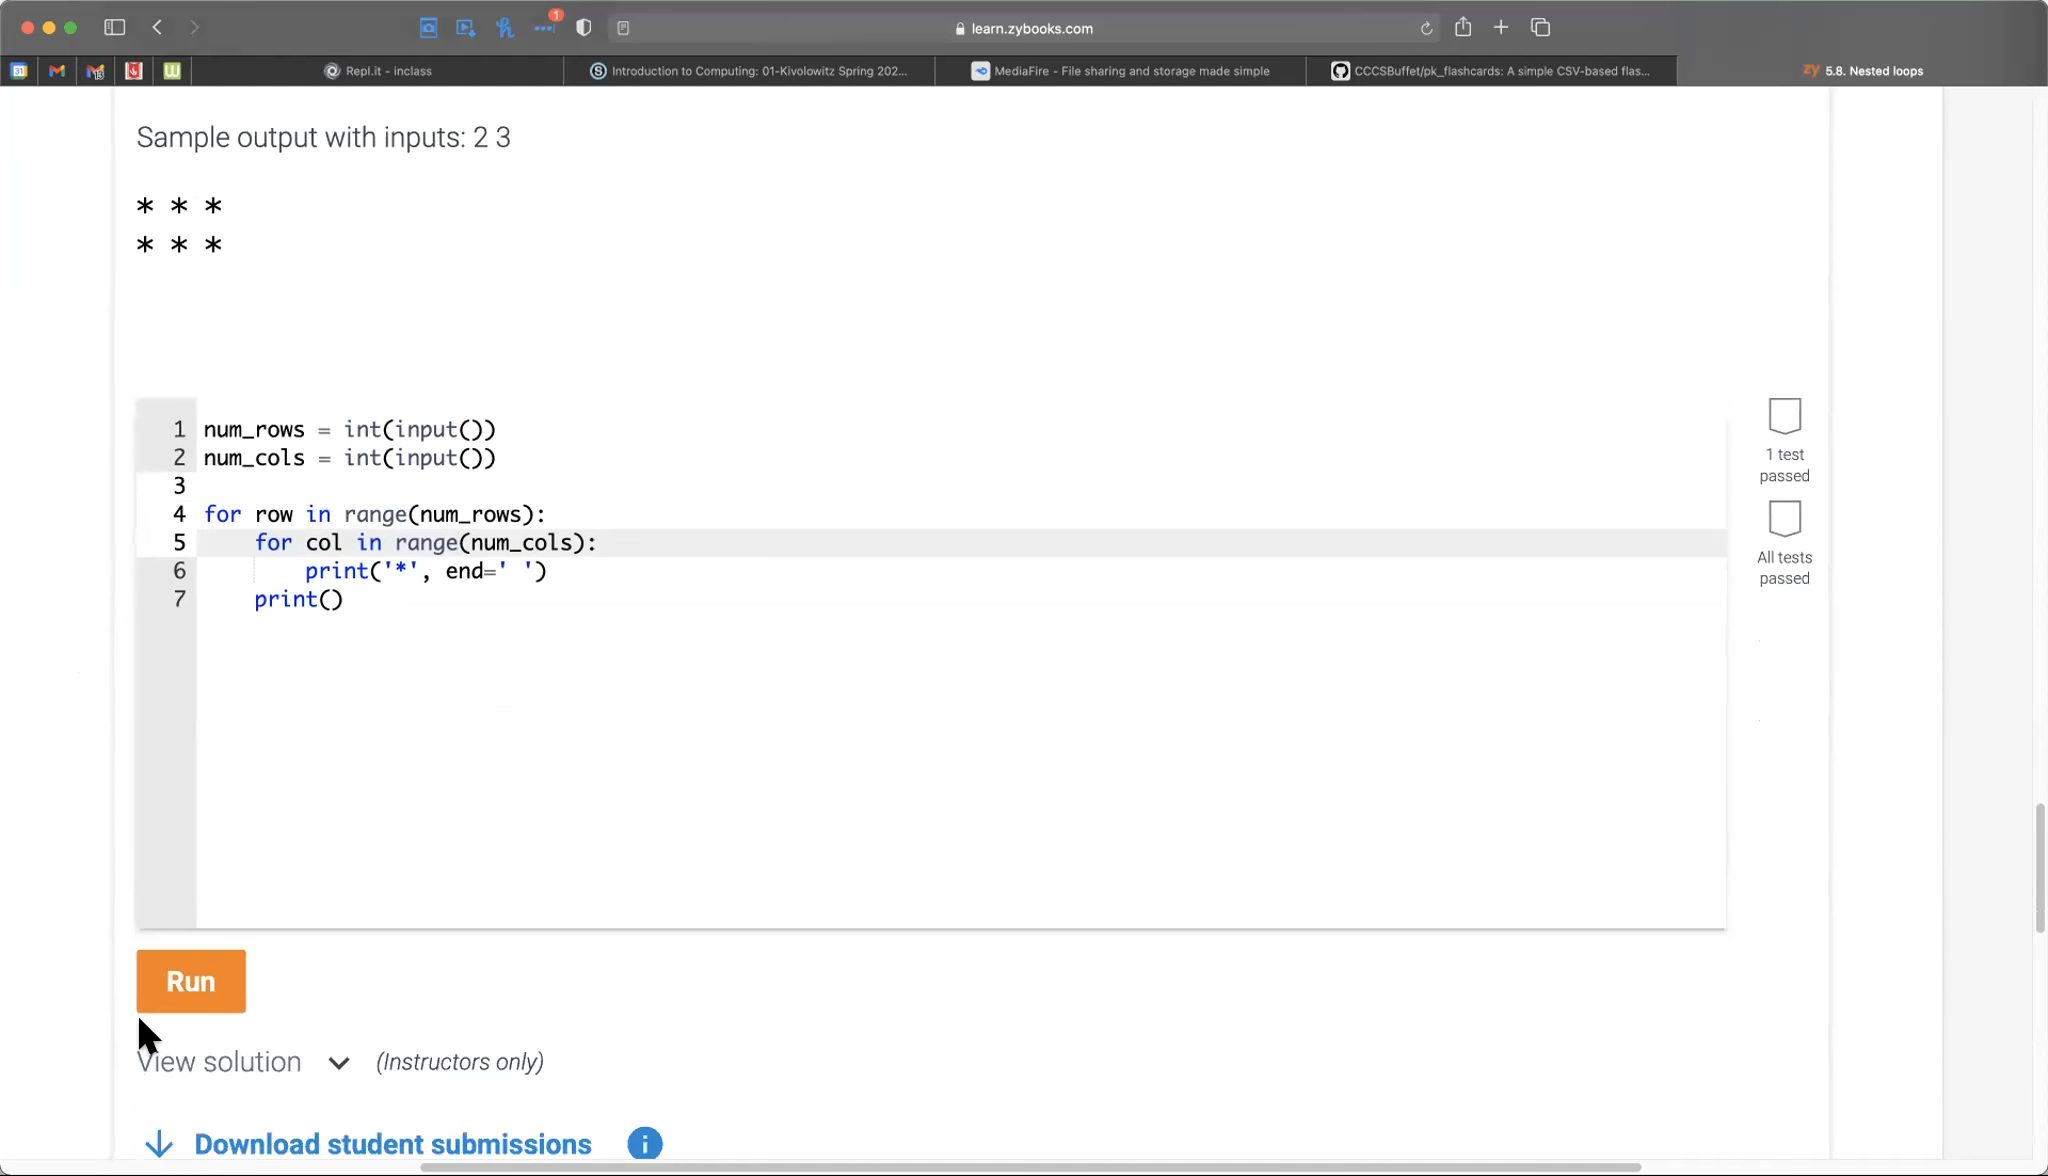 1
learn.zybooks.com
31
Repl.it - inclass
Introduction to Computing: 01-Kivolowitz Spring 202...
MediaFire - File sharing and storage made simple
CCCSBuffet/pk_flashcards: A simple CSV-based flas...
zy 5.8. Nested loops
Sample output with inputs: 2 3
* * *
* * *
1 num_rows = int(input())
2 num_cols = int(input())
3
4 for row in range(num_rows):
5     for col in range(num_cols):
6         print('*', end=' ')
7     print()
1 test
passed
All tests
passed
Run
View solution (Instructors only)
Download student submissions i